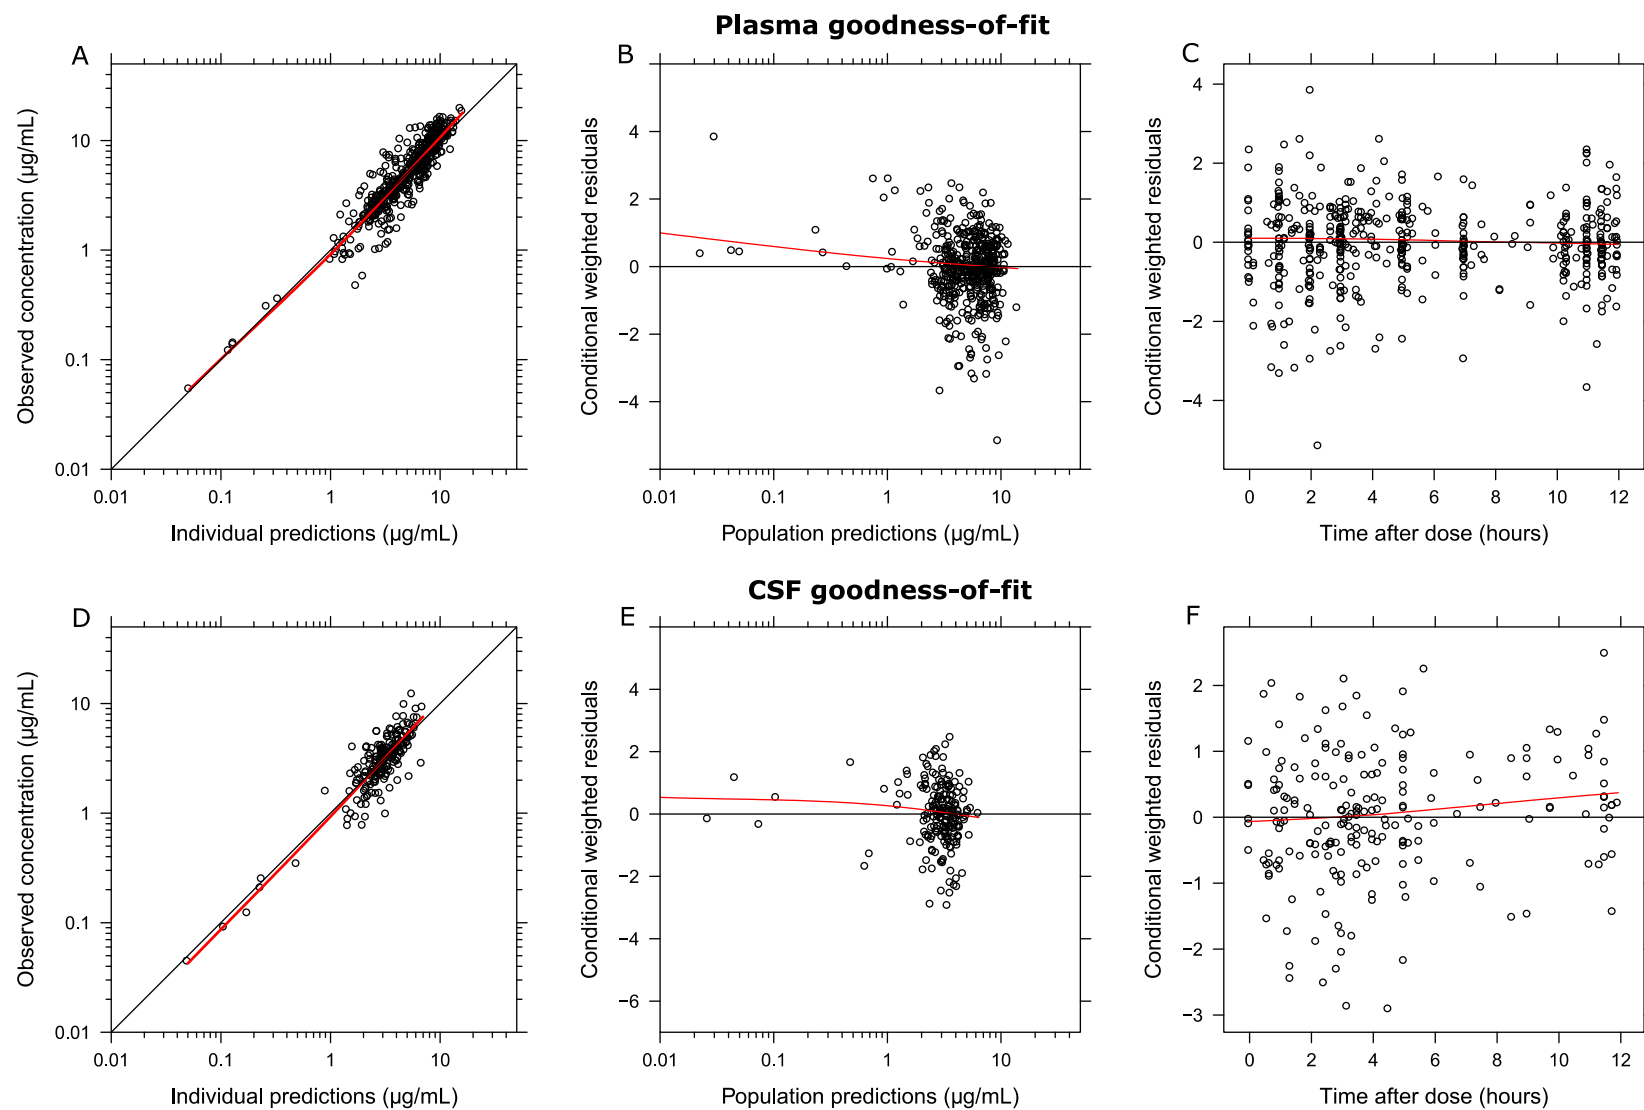 Plasma goodness-of-fit
A
Observed concentration (µg/mL)
10
1
0.1
0.01
0.01 0.1 1 10
Individual predictions (µg/mL)
B
Conditional weighted residuals
4
2
0
−2
−4
0.01 0.1 1 10
Population predictions (µg/mL)
C
Conditional weighted residuals
4
2
0
−2
−4
0 2 4 6 8 10 12
Time after dose (hours)
CSF goodness-of-fit
D
Observed concentration (µg/mL)
10
1
0.1
0.01
0.01 0.1 1 10
Individual predictions (µg/mL)
E
Conditional weighted residuals
4
2
0
−2
−4
−6
0.01 0.1 1 10
Population predictions (µg/mL)
F
Conditional weighted residuals
2
1
0
−1
−2
−3
0 2 4 6 8 10 12
Time after dose (hours)